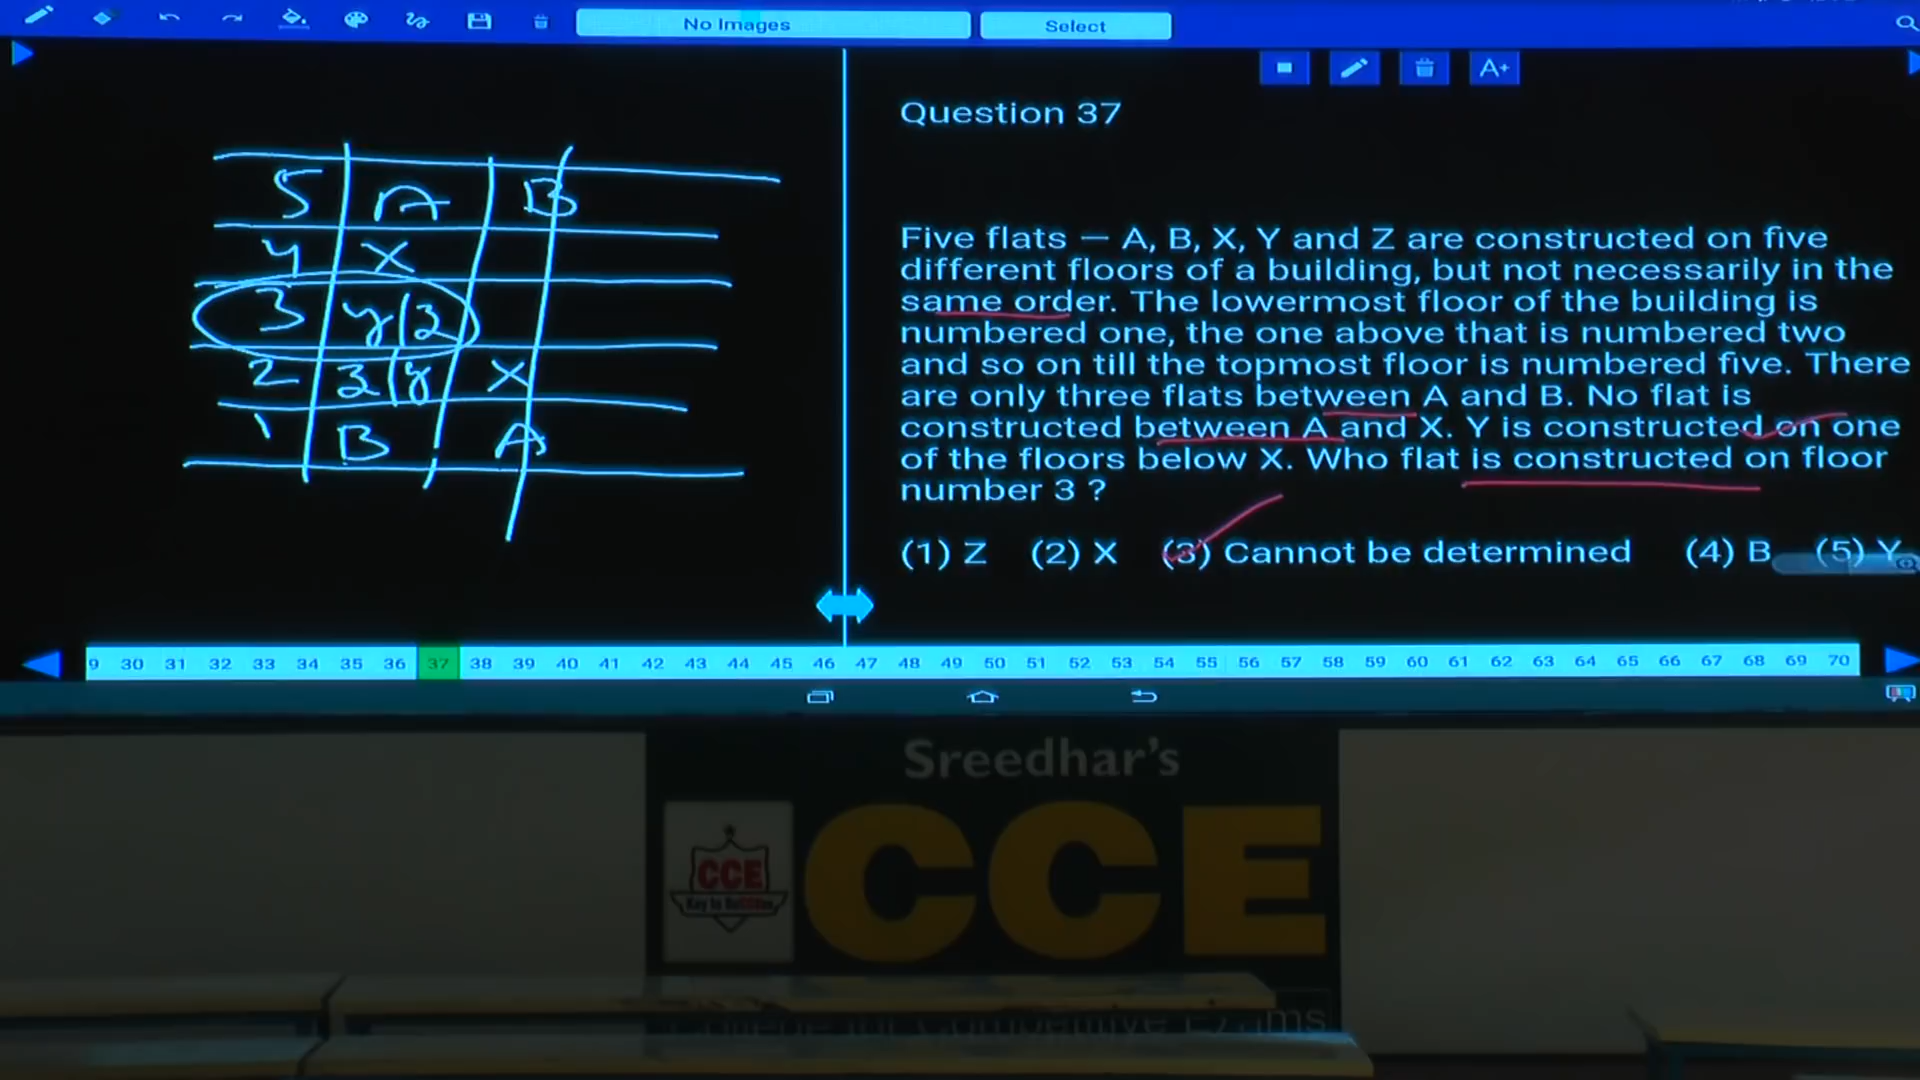 No Images
Select
A+
Question 37
Five flats — A, B, X, Y and Z are constructed on five
different floors of a building, but not necessarily in the
same order. The lowermost floor of the building is
numbered one, the one above that is numbered two
and so on till the topmost floor is numbered five. There
are only three flats between A and B. No flat is
constructed between A and X. Y is constructed on one
of the floors below X. Who flat is constructed on floor
number 3 ?
(1) Z (2) X (3) Cannot be determined (4) B (5) Y
5 A B
4 X
3 y/z
2 z/y X
1 B A
9 30 31 32 33 34 35 36 37 38 39 40 41 42 43 44 45 46 47 48 49 50 51 52 53 54 55 56 57 58 59 60 61 62 63 64 65 66 67 68 69 70
Sreedhar's
CCE
CCE
College for Competitive Exams